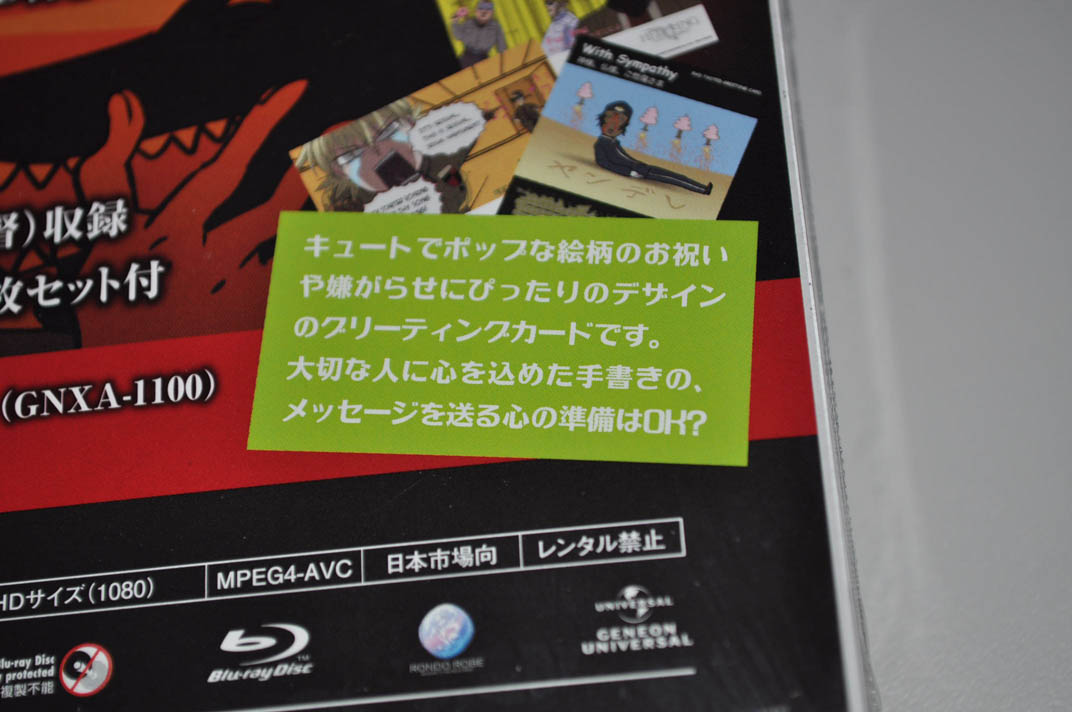 With Sympathy
督)収録
枚セット付
キュートでポップな絵柄のお祝い
や嫌がらせにぴったりのデザイン
のグリーティングカードです。
大切な人に心を込めた手書きの、
メッセージを送る心の準備はOK?
(GNXA-1100)
HDサイズ(1080)
MPEG4-AVC
日本市場向
レンタル禁止
ヤンデレ
Blu-ray Disc
protected
複製不能
Blu-ray Disc
TM
RONDO ROBE
UNIVERSAL
GENEON
UNIVERSAL